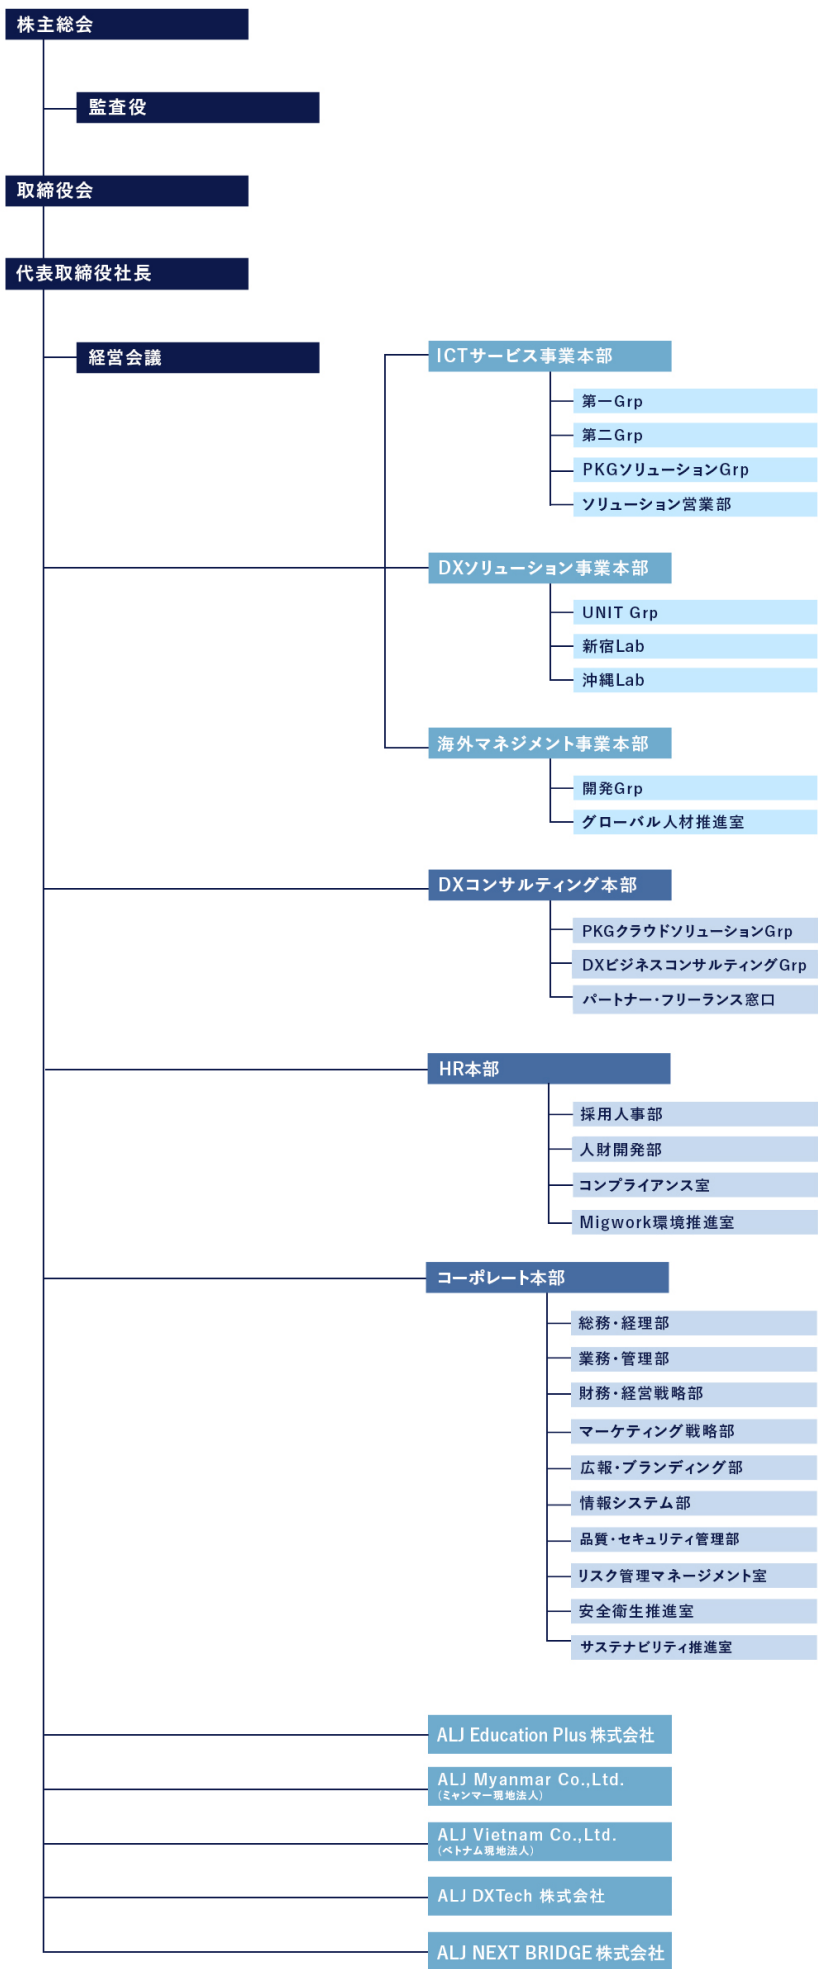 株主総会
監査役
取締役会
代表取締役社長
経営会議
ICTサービス事業本部
第一Grp
第二Grp
PKGソリューションGrp
ソリューション営業部
DXソリューション事業本部
UNIT Grp
新宿Lab
沖縄Lab
海外マネジメント事業本部
開発Grp
グローバル人材推進室
DXコンサルティング本部
PKGクラウドソリューションGrp
DXビジネスコンサルティングGrp
パートナー・フリーランス窓口
HR本部
採用人事部
人財開発部
コンプライアンス室
Migwork環境推進室
コーポレート本部
総務・経理部
業務・管理部
財務・経営戦略部
マーケティング戦略部
広報・ブランディング部
情報システム部
品質・セキュリティ管理部
リスク管理マネージメント室
安全衛生推進室
サステナビリティ推進室
ALJ Education Plus 株式会社
ALJ Myanmar Co.,Ltd.
(ミャンマー現地法人)
ALJ Vietnam Co.,Ltd.
(ベトナム現地法人)
ALJ DXTech 株式会社
ALJ NEXT BRIDGE 株式会社